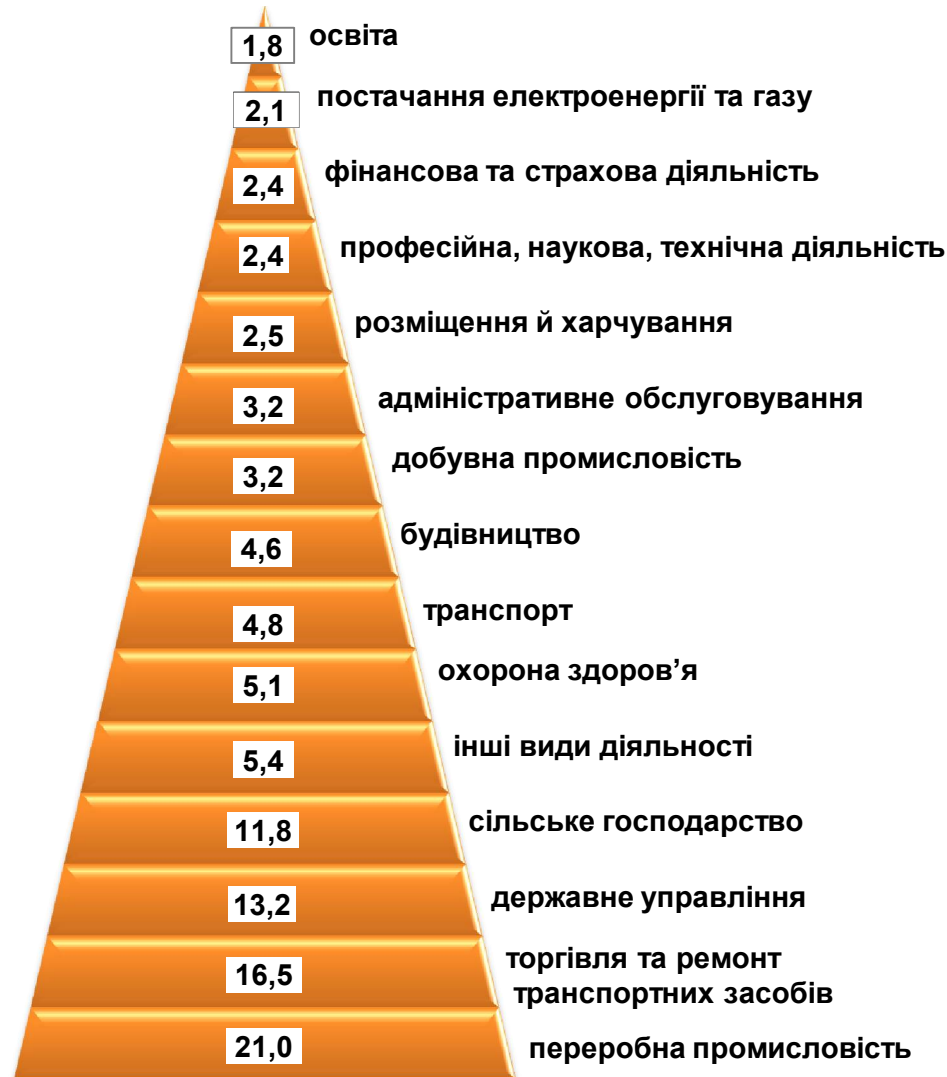 1,8 освіта
2,1 постачання електроенергії та газу
2,4 фінансова та страхова діяльність
2,4 професійна, наукова, технічна діяльність
2,5 розміщення й харчування
3,2 адміністративне обслуговування
3,2 добувна промисловість
4,6 будівництво
4,8 транспорт
5,1 охорона здоров’я
5,4 інші види діяльності
11,8 сільське господарство
13,2 державне управління
16,5 торгівля та ремонт
транспортних засобів
21,0 переробна промисловість